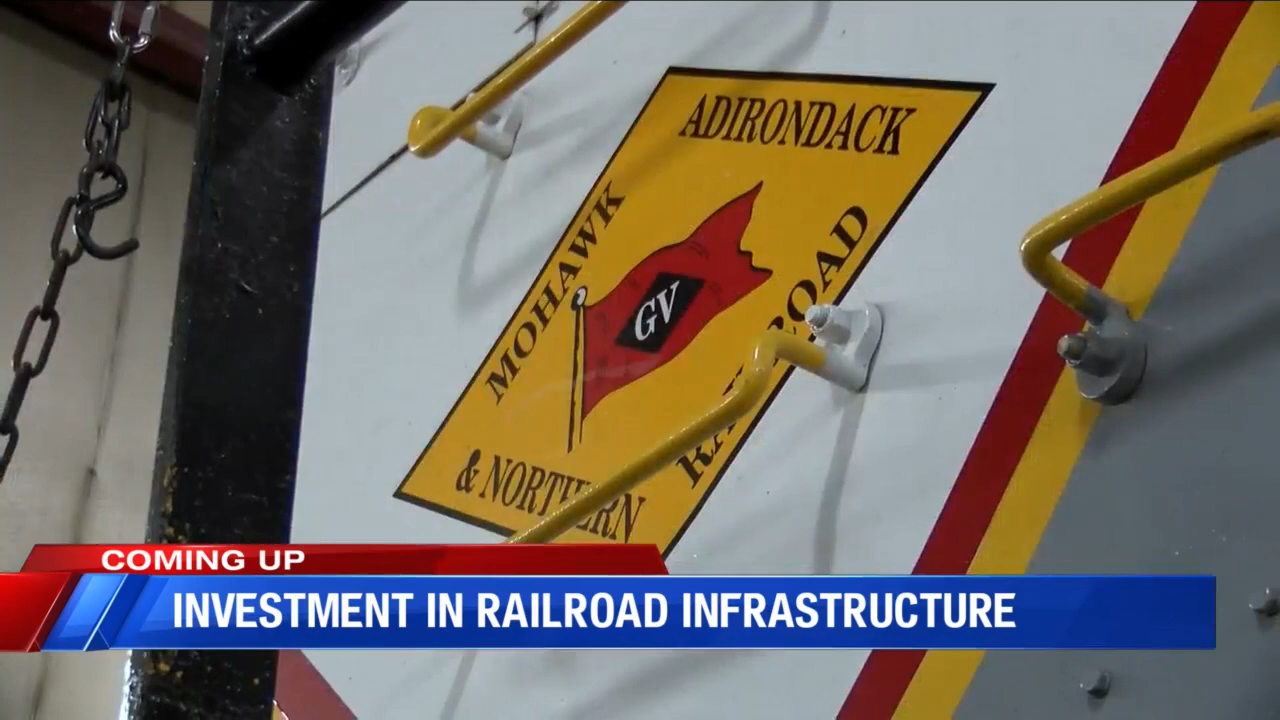 ADIRONDACK
MOHAWK
GV
RAILROAD
& NORTHERN
COMING UP
INVESTMENT IN RAILROAD INFRASTRUCTURE